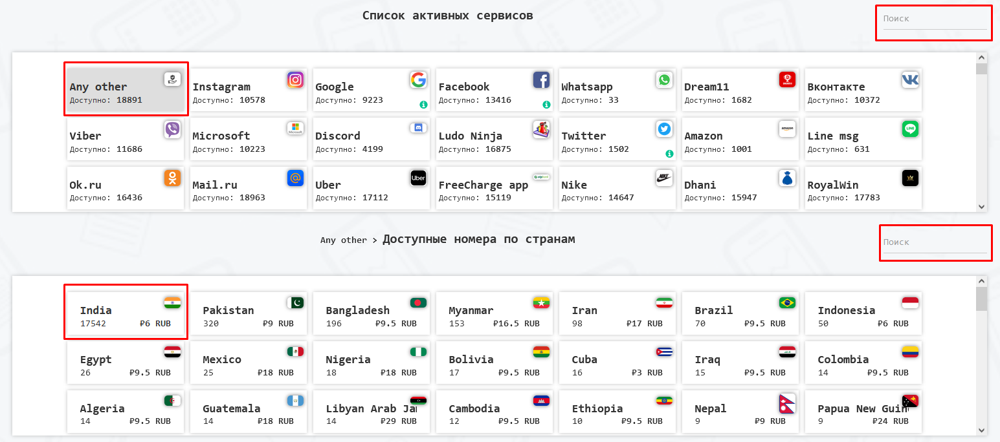 Список активных сервисов
Поиск
Any other Instagram Google Facebook Whatsapp Dream11 Вконтакте
Доступно: 18891 Доступно: 10578 Доступно: 9223 Доступно: 13416 Доступно: 33 Доступно: 1682 Доступно: 10372
Viber Microsoft Discord Ludo Ninja Twitter Amazon Line msg
Доступно: 11686 Доступно: 10223 Доступно: 4199 Доступно: 16875 Доступно: 1502 Доступно: 1001 Доступно: 631
Ok.ru Mail.ru Uber FreeCharge app Nike Dhani RoyalWin
Доступно: 16436 Доступно: 18963 Доступно: 17112 Доступно: 15119 Доступно: 14647 Доступно: 15947 Доступно: 17783
Any other > Доступные номера по странам
Поиск
India Pakistan Bangladesh Myanmar Iran Brazil Indonesia
17542 ₽6 RUB 320 ₽9 RUB 196 ₽9.5 RUB 153 ₽16.5 RUB 98 ₽17 RUB 70 ₽9.5 RUB 50 ₽6 RUB
Egypt Mexico Nigeria Bolivia Cuba Iraq Colombia
26 ₽9.5 RUB 25 ₽18 RUB 18 ₽18 RUB 17 ₽9.5 RUB 16 ₽3 RUB 15 ₽9.5 RUB 14 ₽9.5 RUB
Algeria Guatemala Libyan Arab Cambodia Ethiopia Nepal Papua New
14 ₽9.5 RUB 14 ₽18 RUB 14 ₽29 RUB 12 ₽9.5 RUB 10 ₽9.5 RUB 9 ₽9 RUB 9 ₽24 RUB